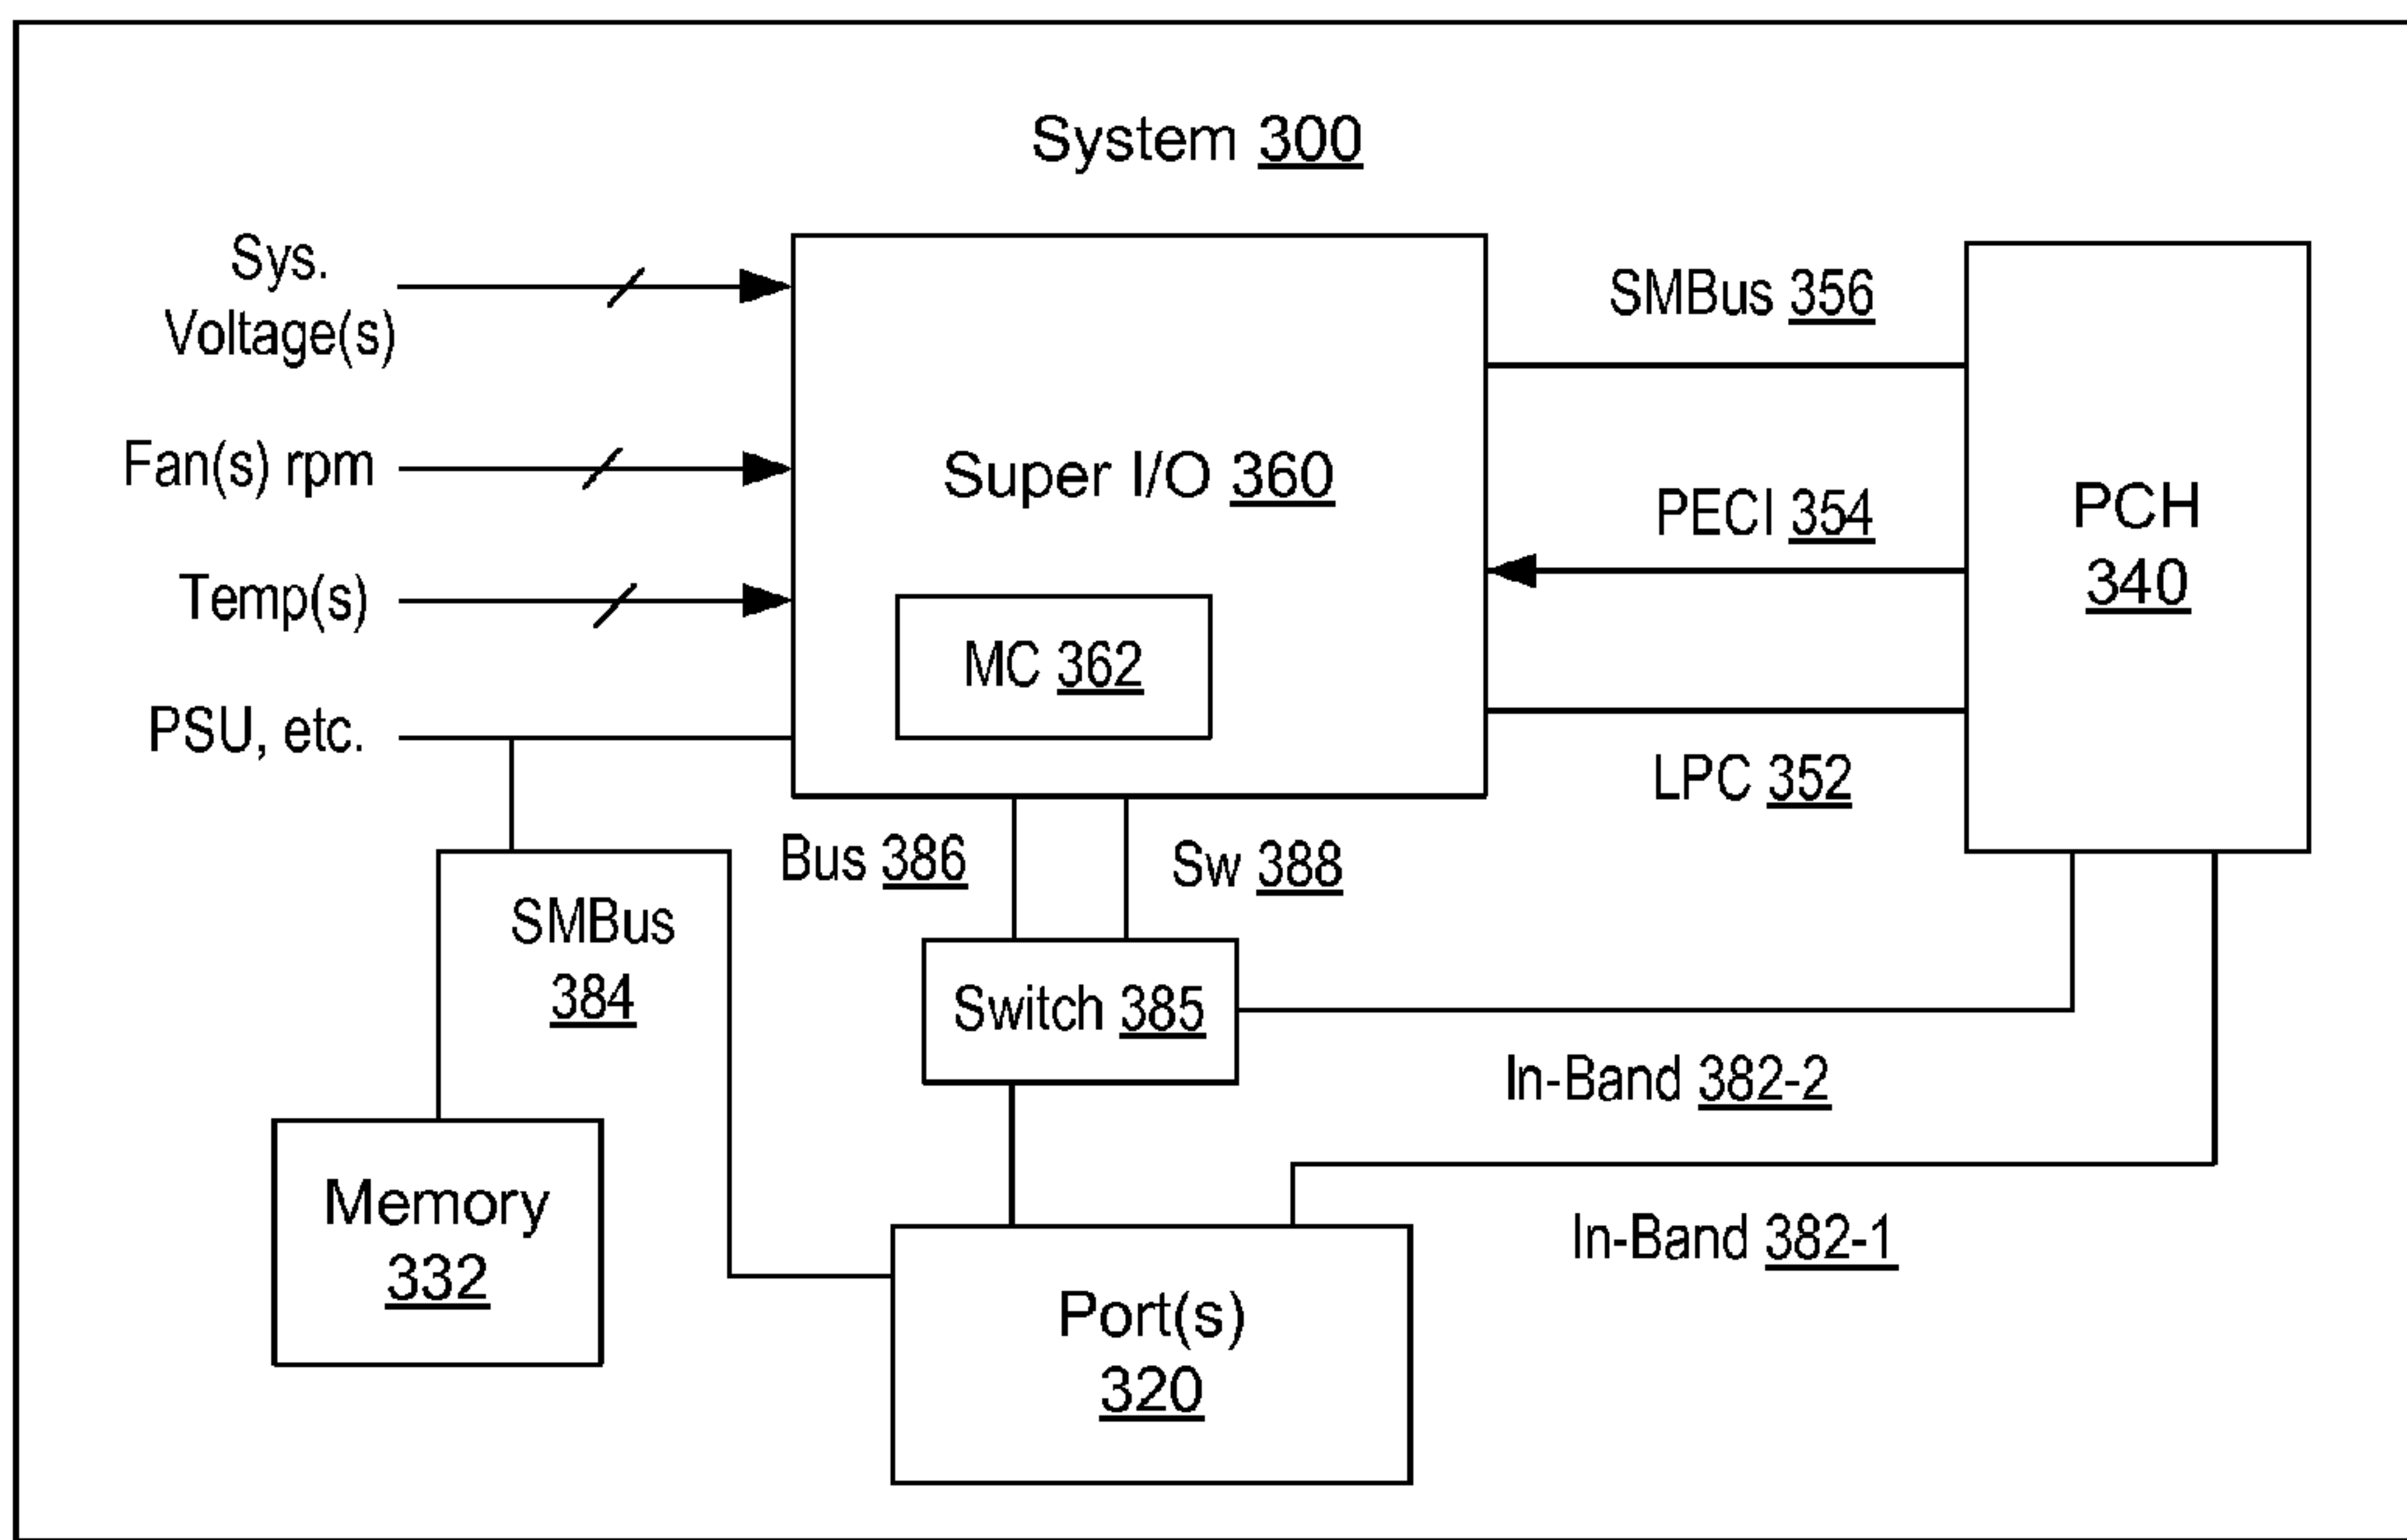 System 300
Sys.
Voltage(s)
Fan(s) rpm
Temp(s)
PSU, etc.
Super I/O 360
MC 362
SMBus 356
PECI 354
LPC 352
PCH
340
Bus 386
Sw 388
SMBus
384
Switch 385
In-Band 382-2
In-Band 382-1
Memory
332
Port(s)
320